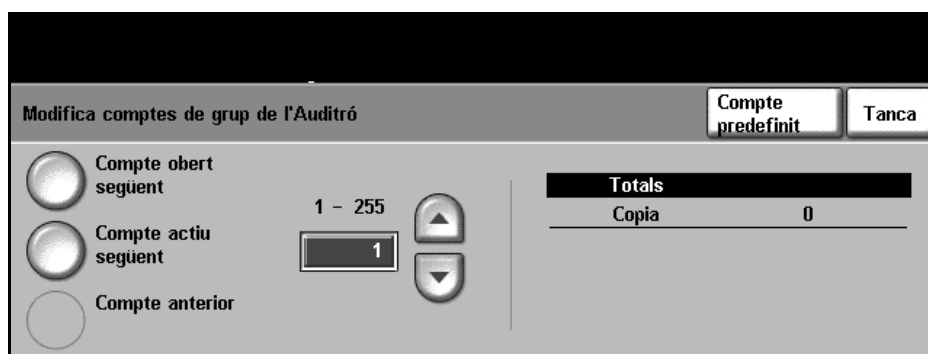 Modifica comptes de grup de l'Auditró
Compte
predefinit
Tanca
Compte obert
següent
Compte actiu
següent
Compte anterior
1 - 255
1
Totals
Copia 0